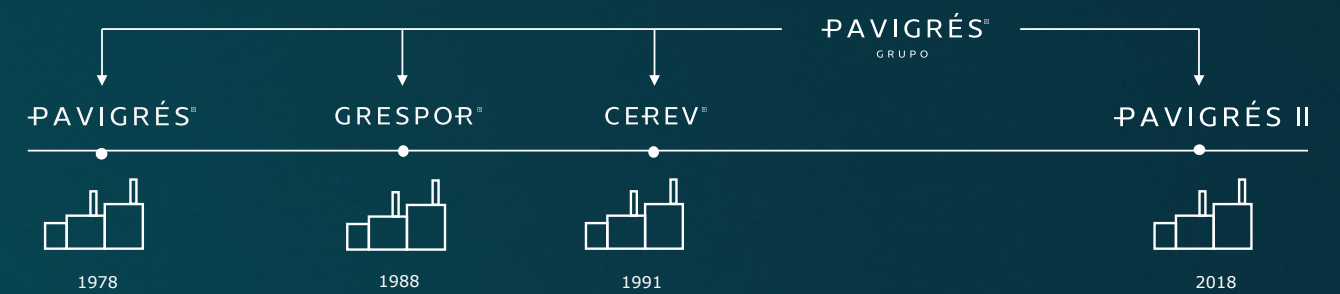 PAVIGRÉS
GRUPO
PAVIGRÉS GRESPOR CEREV PAVIGRÉS II
1978 1988 1991 2018